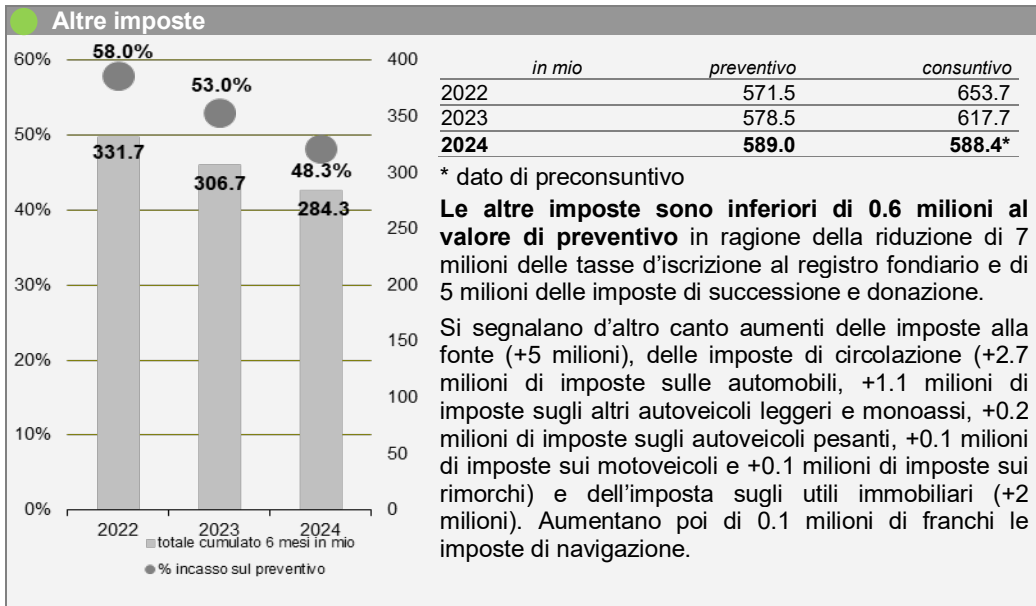 Altre imposte
60%
50%
40%
30%
20%
10%
0%
58.0%
53.0%
48.3%
331.7
306.7
284.3
400
350
300
250
200
150
100
50
0
2022
2023
2024
totale cumulato 6 mesi in mio
% incasso sul preventivo
in mio preventivo consuntivo
2022 571.5 653.7
2023 578.5 617.7
2024 589.0 588.4*
* dato di preconsuntivo
Le altre imposte sono inferiori di 0.6 milioni al
valore di preventivo in ragione della riduzione di 7
milioni delle tasse d’iscrizione al registro fondiario e di
5 milioni delle imposte di successione e donazione.
Si segnalano d’altro canto aumenti delle imposte alla
fonte (+5 milioni), delle imposte di circolazione (+2.7
milioni di imposte sulle automobili, +1.1 milioni di
imposte sugli altri autoveicoli leggeri e monoassi, +0.2
milioni di imposte sugli autoveicoli pesanti, +0.1 milioni
di imposte sui motoveicoli e +0.1 milioni di imposte sui
rimorchi) e dell’imposta sugli utili immobiliari (+2
milioni). Aumentano poi di 0.1 milioni di franchi le
imposte di navigazione.